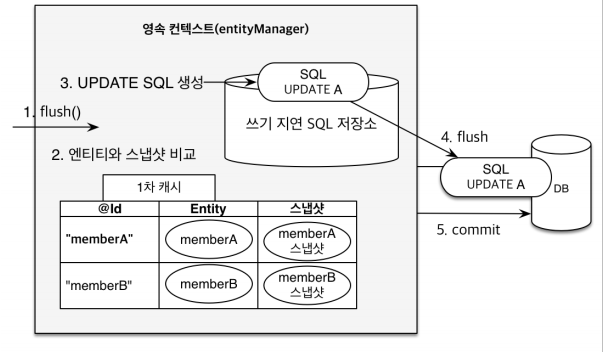 영속 컨텍스트(entityManager)
SQL
UPDATE A
3. UPDATE SQL 생성
1. flush()
쓰기 지연 SQL 저장소
4. flush
2. 엔티티와 스냅샷 비교
SQL
UPDATE A
DB
1차 캐시
@Id Entity 스냅샷
5. commit
"memberA" memberA memberA
스냅샷
"memberB" memberB memberB
스냅샷